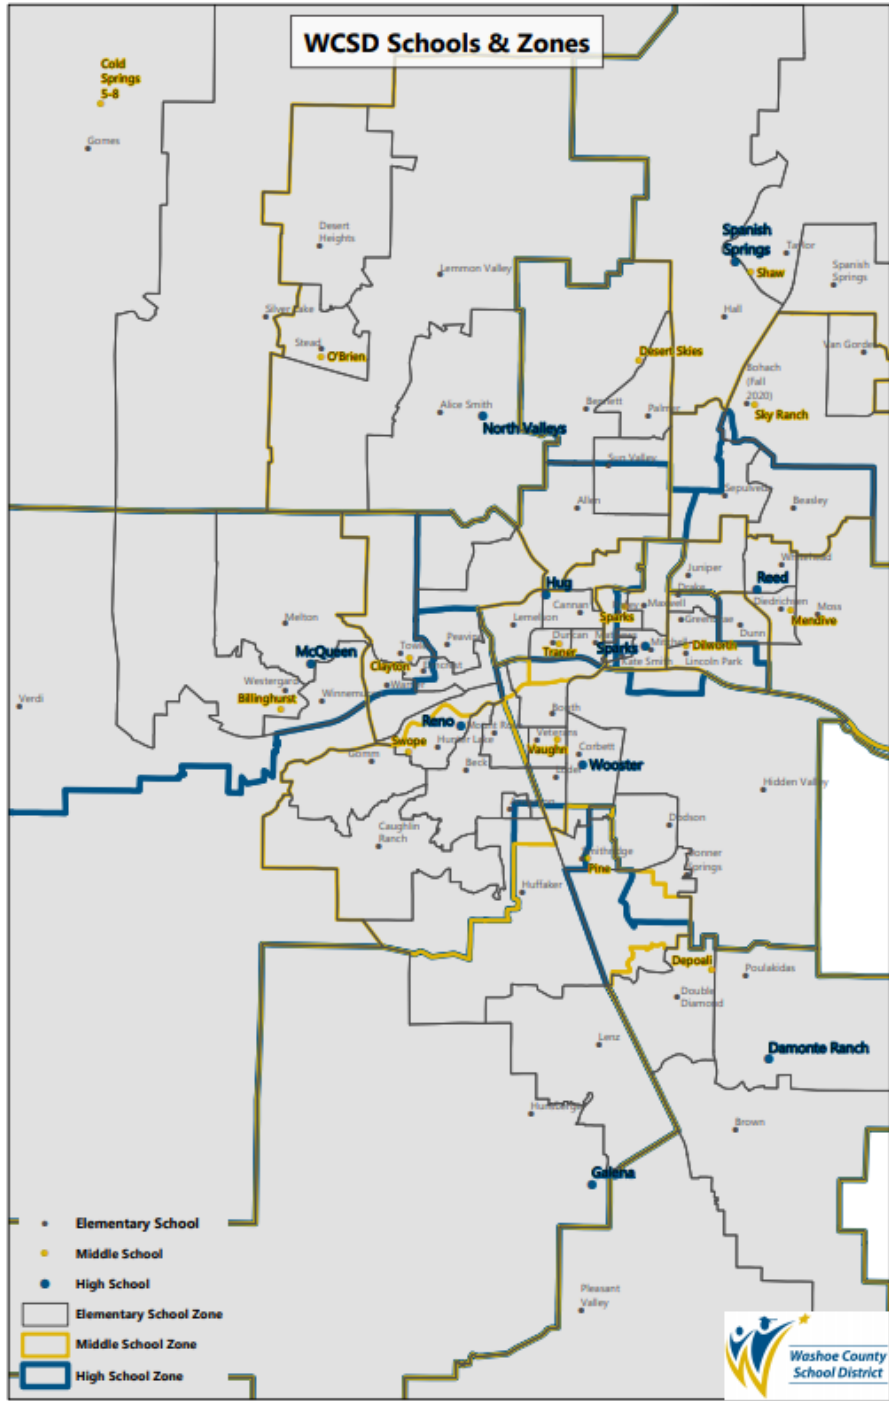 WCSD Schools & Zones
Cold
Springs
5-8
Gomes
Desert
Heights
Lemmon Valley
Spanish
Springs
Taylor
Shaw
Spanish
Springs
Silver Lake
Hall
Stead
O'Brien
Desert Skies
Van Gorder
Bohach
(Fall
2020)
Alice Smith
Bennett
Palmer
Sky Ranch
North Valleys
Sun Valley
Sepulveda
Allen
Beasley
Whitehead
Juniper
Hug
Reed
Drake
Cannan
Maxwell
Diedrichsen
Moss
Mendive
Melton
Lemelson
Sparks
Greenbrae
Dunn
Peavine
Duncan
Traner
Sparks
Mitchell
Dilworth
McQueen
Towles
Clayton
Elmcrest
Kate Smith
Lincoln Park
Westergard
Warner
Verdi
Billinghurst
Winnemucca
Booth
Reno
Mount Rose
Swope
Hunter Lake
Veterans
Vaughn
Corbett
Gomm
Beck
Loder
Wooster
Hidden Valley
Caughlin
Ranch
Dodson
Smithridge
Pine
Donner
Springs
Huffaker
Depoali
Poulakidas
Double
Diamond
Lenz
Damonte Ranch
Hunsberger
Brown
Galena
Pleasant
Valley
Elementary School
Middle School
High School
Elementary School Zone
Middle School Zone
High School Zone
Washoe County
School District